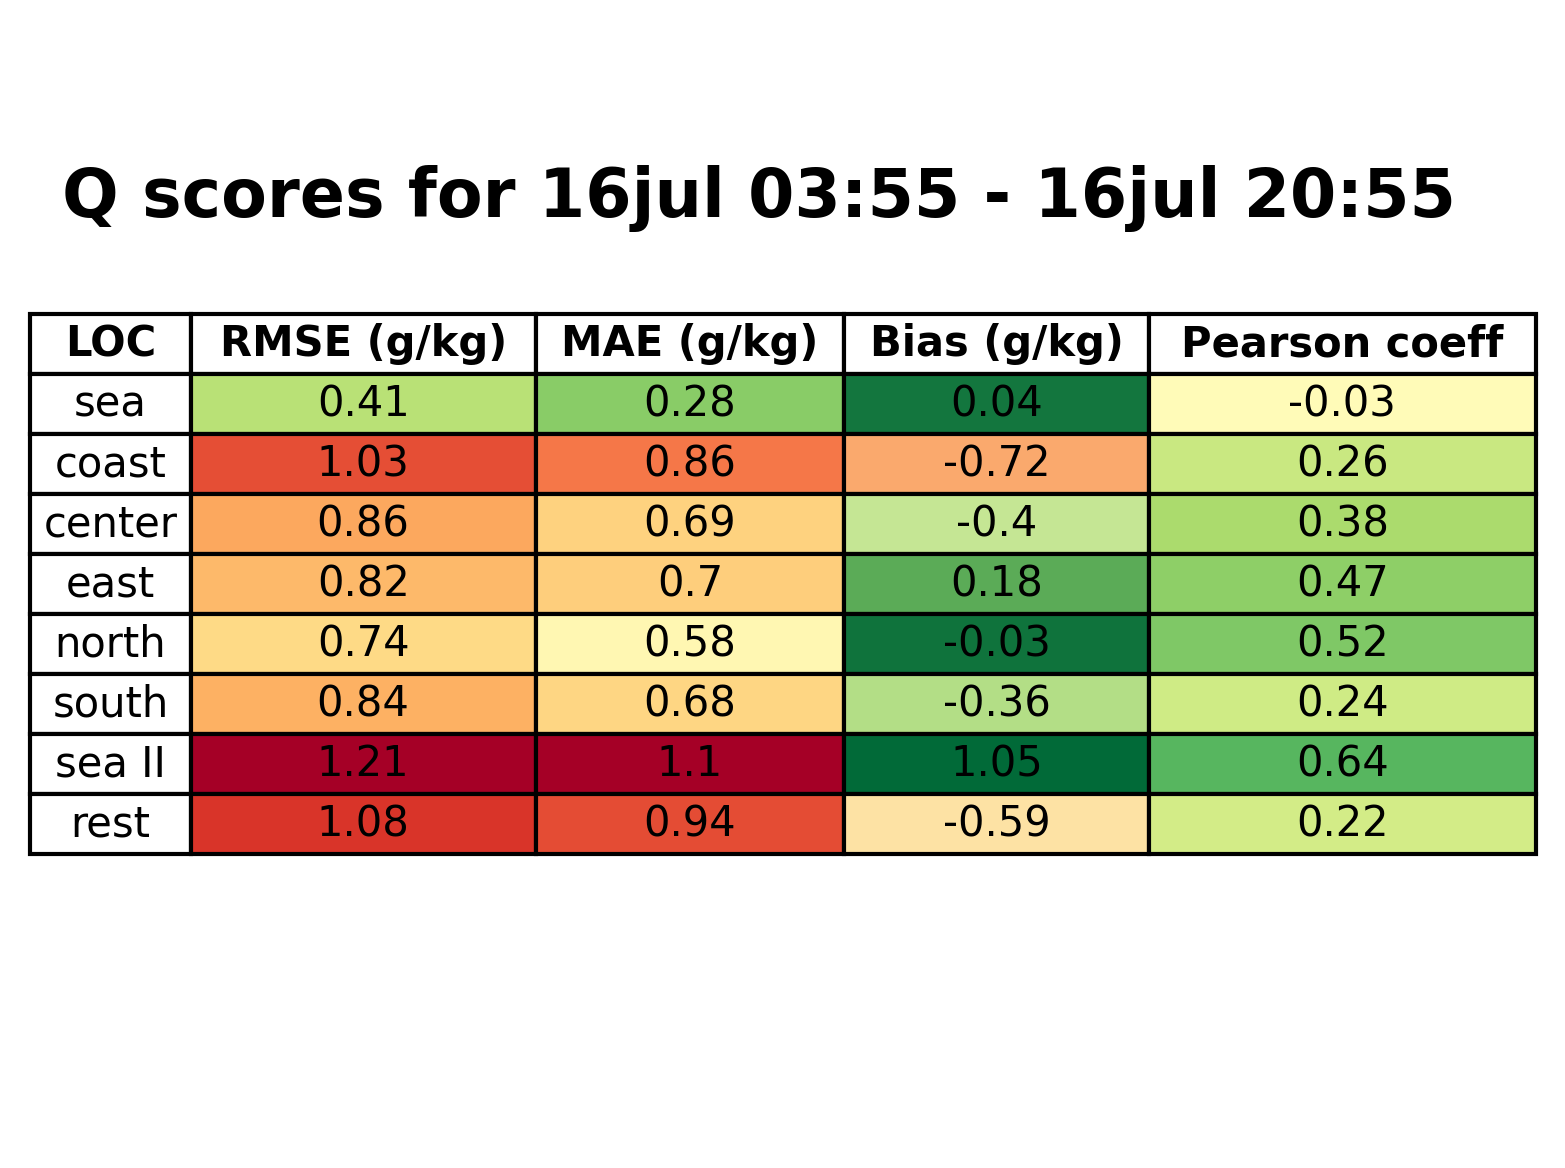 Q scores for 16jul 03:55 - 16jul 20:55
LOC RMSE (g/kg) MAE (g/kg) Bias (g/kg) Pearson coeff
sea 0.41 0.28 0.04 -0.03
coast 1.03 0.86 -0.72 0.26
center 0.86 0.69 -0.4 0.38
east 0.82 0.7 0.18 0.47
north 0.74 0.58 -0.03 0.52
south 0.84 0.68 -0.36 0.24
sea II 1.21 1.1 1.05 0.64
rest 1.08 0.94 -0.59 0.22